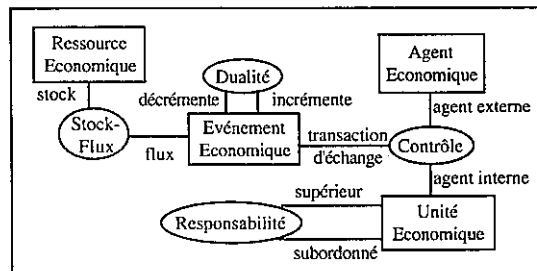 Ressource
Economique
stock
Stock-
Flux
flux
Dualité
décrémente
incrémente
Evénement
Economique
transaction
d'échange
Agent
Economique
agent externe
Contrôle
agent interne
Unité
Economique
supérieur
Responsabilité
subordonné